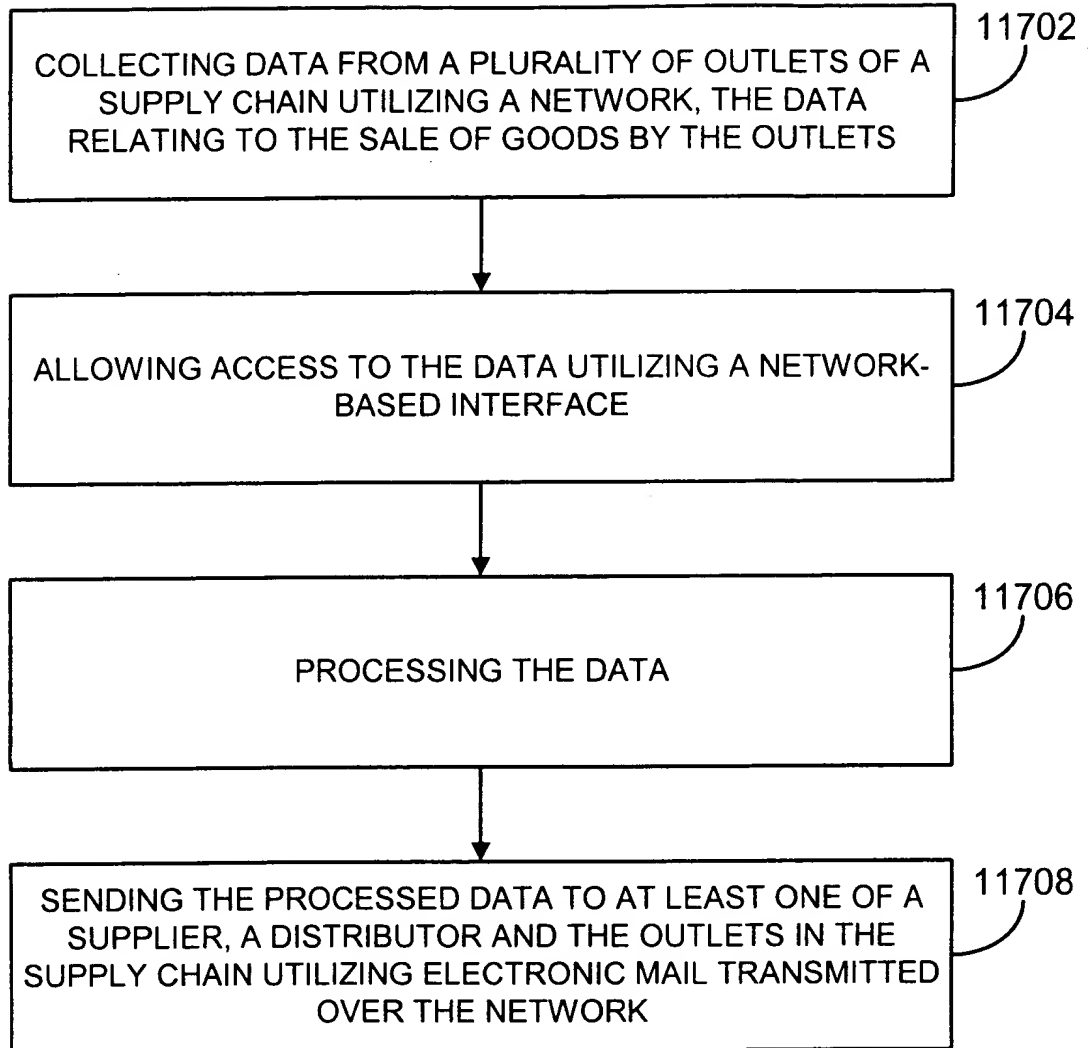 11702
COLLECTING DATA FROM A PLURALITY OF OUTLETS OF A
SUPPLY CHAIN UTILIZING A NETWORK, THE DATA
RELATING TO THE SALE OF GOODS BY THE OUTLETS
11704
ALLOWING ACCESS TO THE DATA UTILIZING A NETWORK-
BASED INTERFACE
11706
PROCESSING THE DATA
11708
SENDING THE PROCESSED DATA TO AT LEAST ONE OF A
SUPPLIER, A DISTRIBUTOR AND THE OUTLETS IN THE
SUPPLY CHAIN UTILIZING ELECTRONIC MAIL TRANSMITTED
OVER THE NETWORK